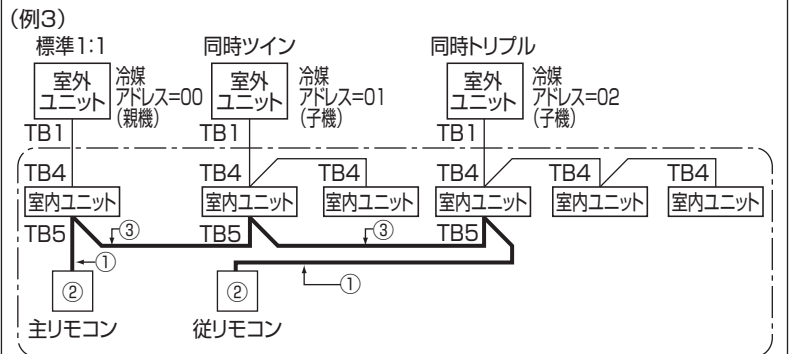 (例3)
標準1:1
同時ツイン
同時トリプル
室外
ユニット
冷媒
アドレス=00
(親機)
室外
ユニット
冷媒
アドレス=01
(子機)
室外
ユニット
冷媒
アドレス=02
(子機)
TB1
TB1
TB1
TB4
TB4
TB4
TB4
TB4
TB4
室内ユニット
室内ユニット
室内ユニット
室内ユニット
室内ユニット
室内ユニット
TB5
③
TB5
③
TB5
①
①
②
②
主リモコン
従リモコン